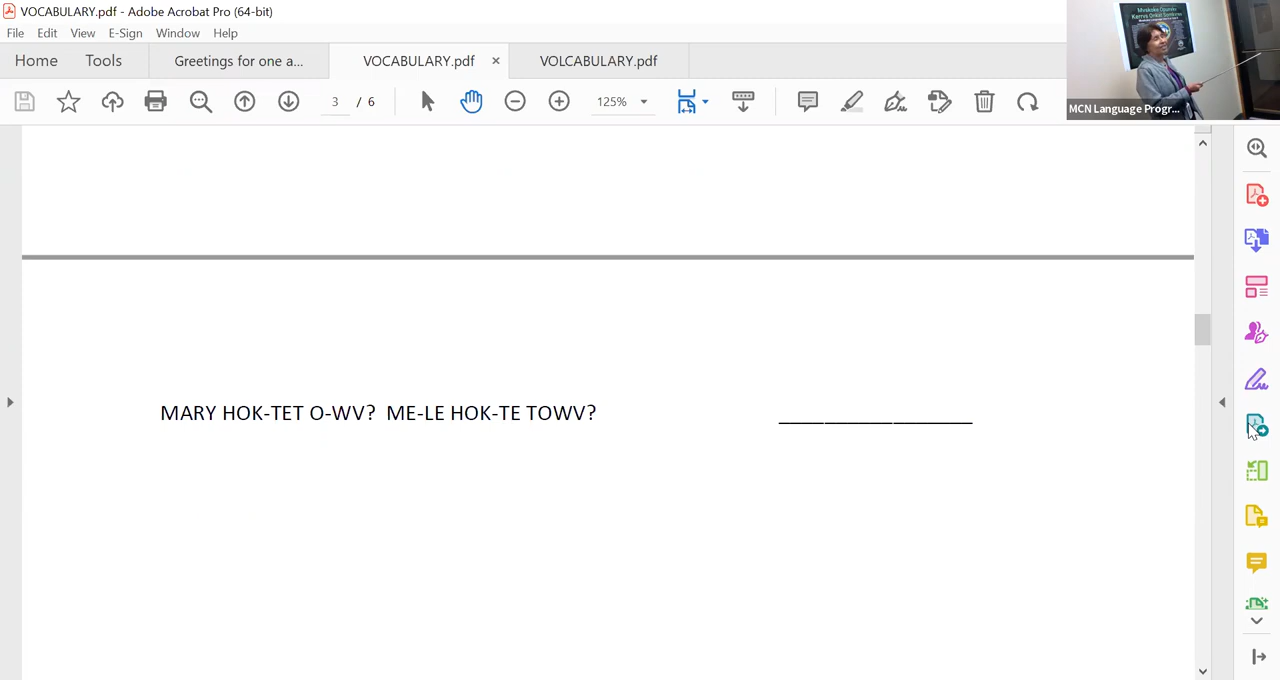 VOCABULARY.pdf - Adobe Acrobat Pro (64-bit)
File Edit View E-Sign Window Help
Home Tools Greetings for one a... VOCABULARY.pdf × VOLCABULARY.pdf
3 / 6 125%
MCN Language Progr...
MARY HOK-TET O-WV? ME-LE HOK-TE TOWV? ___________________